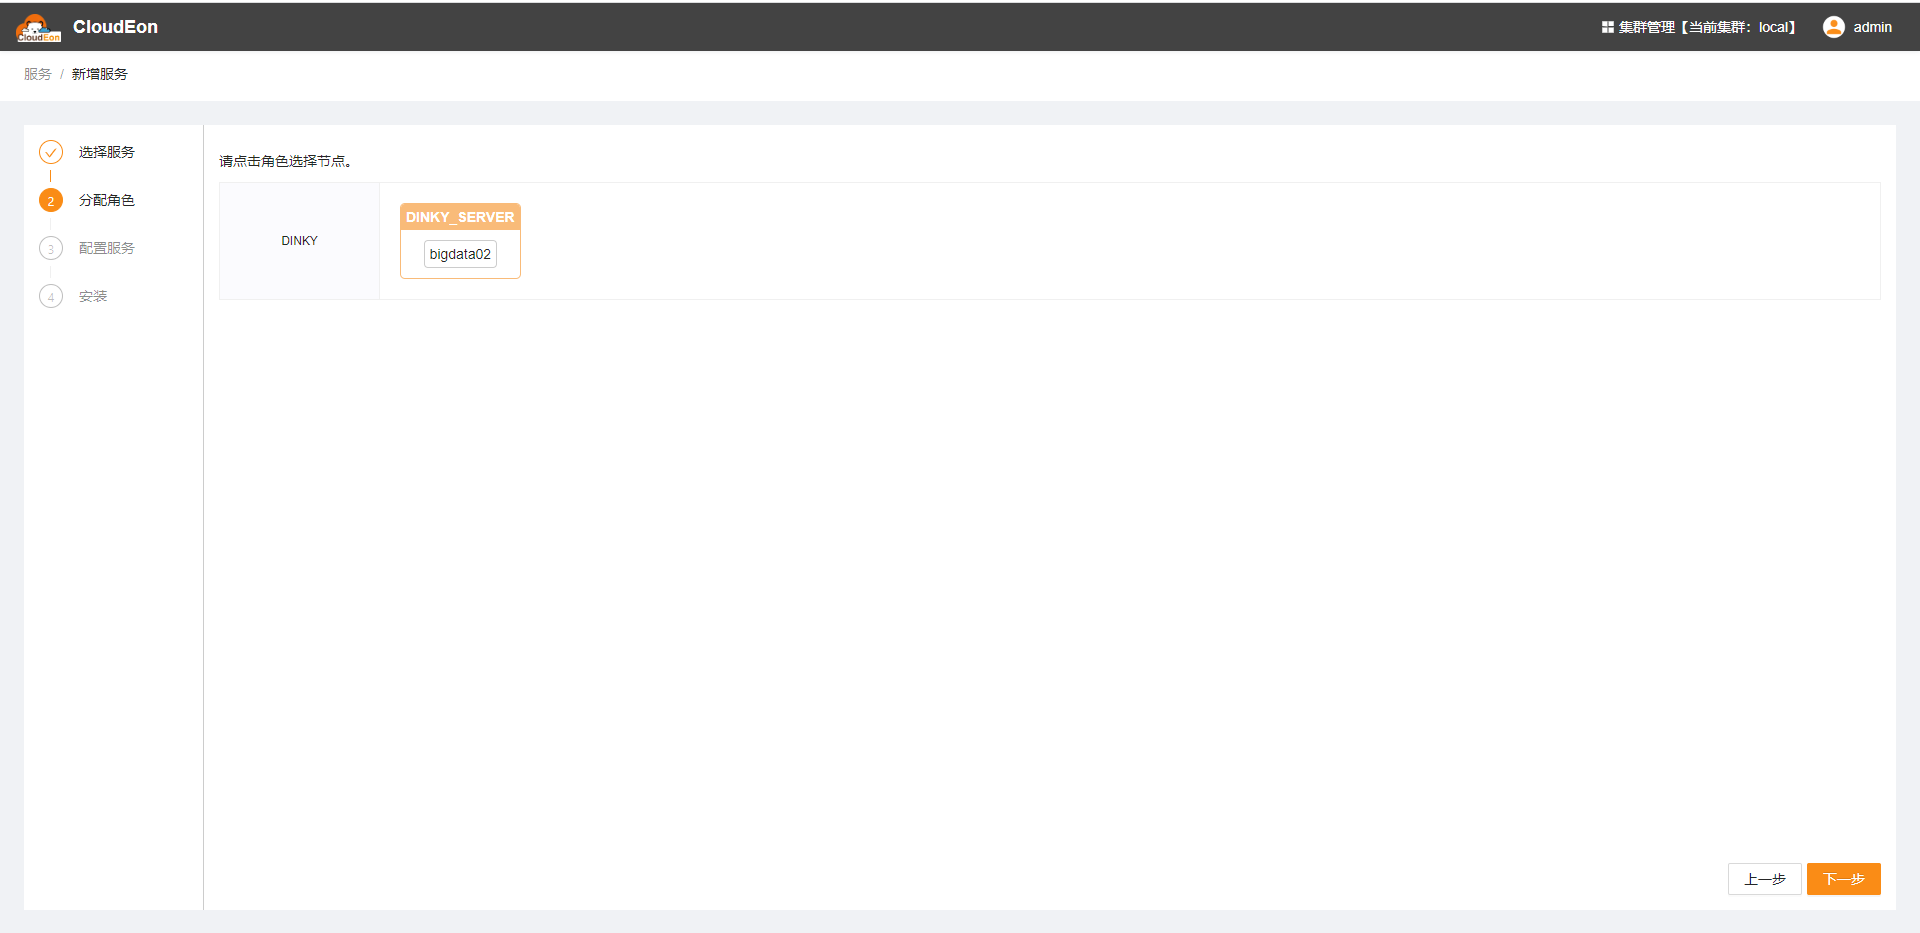 CloudEon
CloudEon
集群管理【当前集群：local】
admin
服务 / 新增服务
选择服务
2 分配角色
3 配置服务
4 安装
请点击角色选择节点。
DINKY
DINKY_SERVER
bigdata02
上一步
下一步